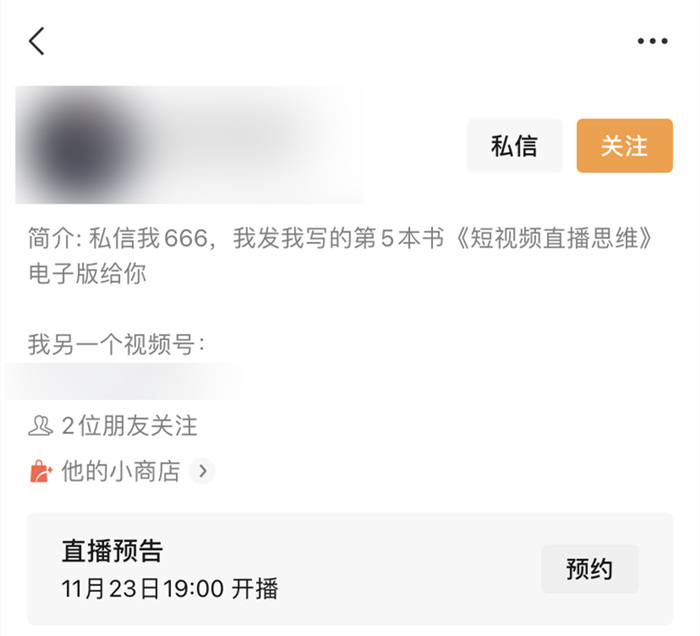 私信
关注
简介: 私信我666，我发我写的第5本书《短视频直播思维》
电子版给你
我另一个视频号:
2位朋友关注
他的小商店
直播预告
11月23日19:00 开播
预约